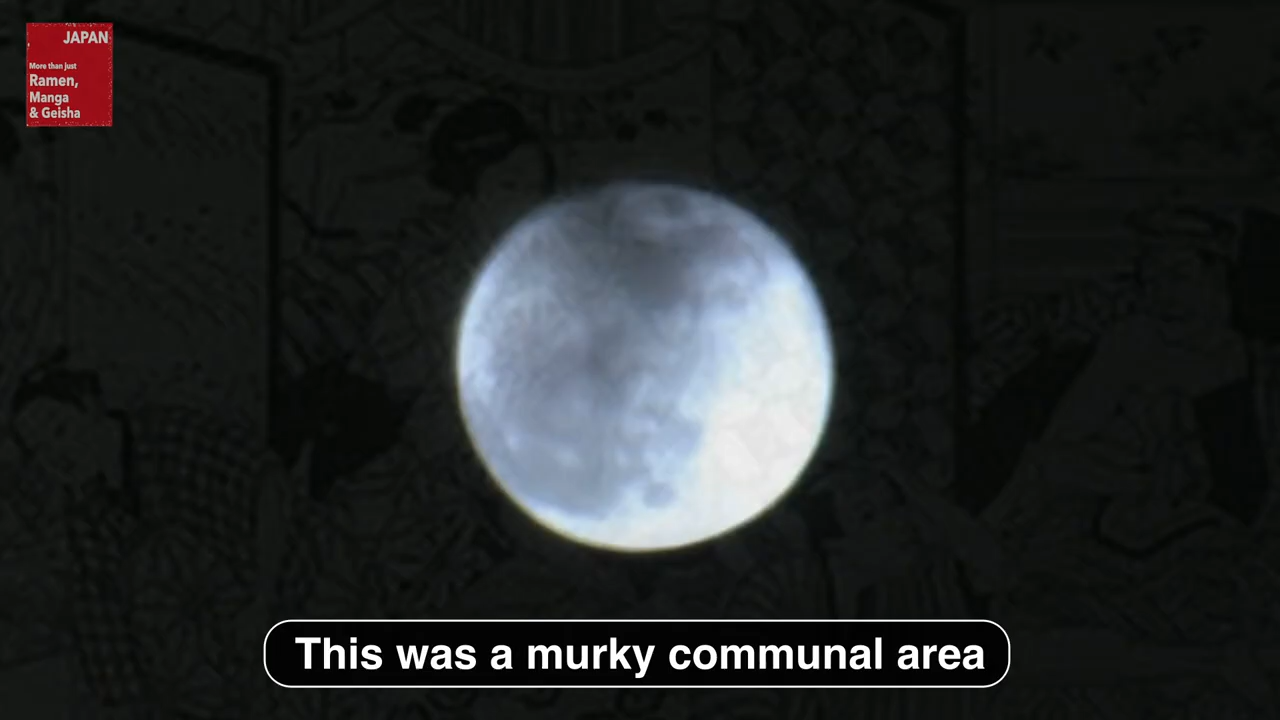 JAPAN
More than just
Ramen,
Manga
& Geisha
This was a murky communal area